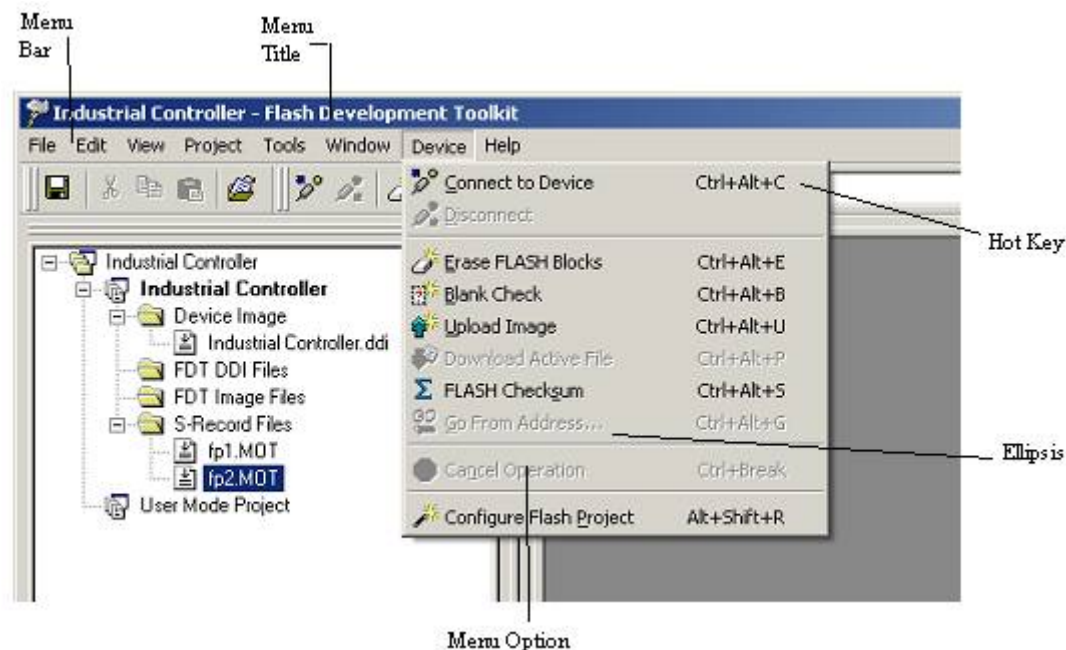 Menu
Bar
Menu
Title
Industrial Controller - Flash Development Toolkit
File Edit View Project Tools Window Device Help
Connect to Device Ctrl+Alt+C
Disconnect
Hot Key
Erase FLASH Blocks Ctrl+Alt+E
Blank Check Ctrl+Alt+B
Upload Image Ctrl+Alt+U
Download Active File Ctrl+Alt+P
FLASH Checksum Ctrl+Alt+S
Go From Address... Ctrl+Alt+G
Ellipsis
Cancel Operation Ctrl+Break
Configure Flash Project Alt+Shift+R
Industrial Controller
Industrial Controller
Device Image
Industrial Controller.ddi
FDT DDI Files
FDT Image Files
S-Record Files
fp1.MOT
fp2.MOT
User Mode Project
Menu Option